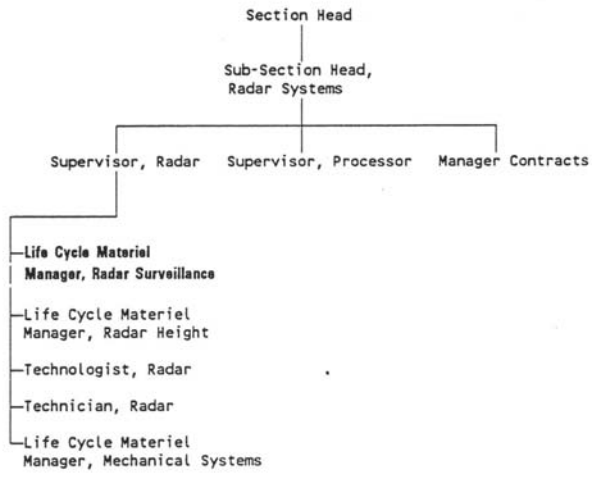 Section Head
Sub-Section Head,
Radar Systems
Supervisor, Radar Supervisor, Processor Manager Contracts
Life Cycle Materiel
Manager, Radar Surveillance
Life Cycle Materiel
Manager, Radar Height
Technologist, Radar
Technician, Radar
Life Cycle Materiel
Manager, Mechanical Systems